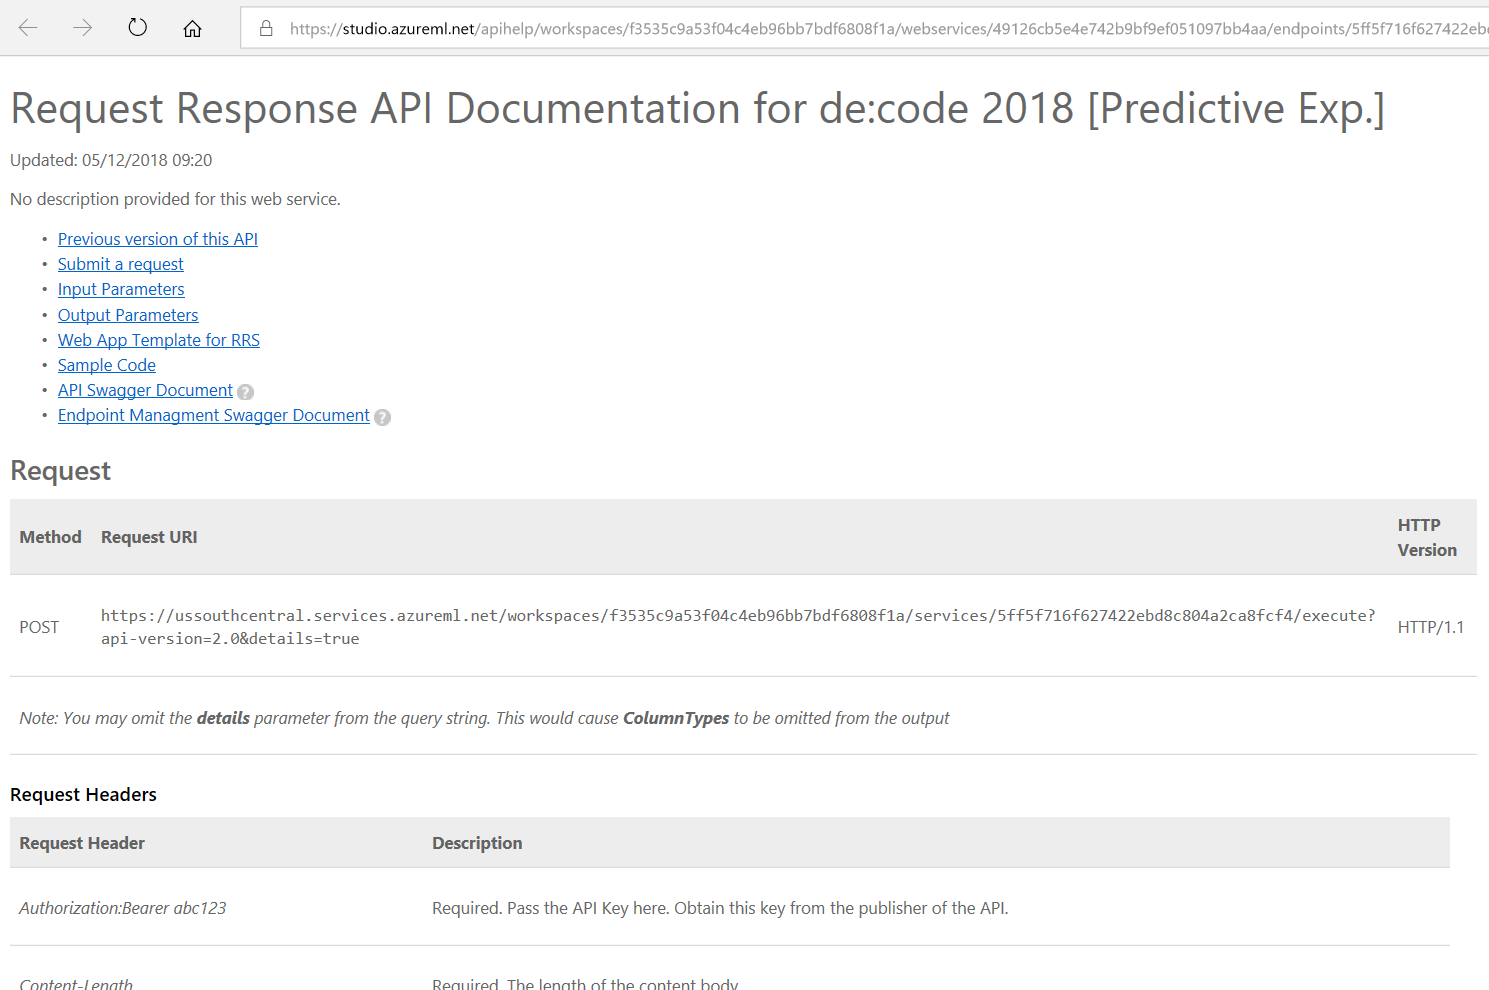 https://studio.azureml.net/apihelp/workspaces/f3535c9a53f04c4eb96bb7bdf6808f1a/webservices/49126cb5e4e742b9bf9ef051097bb4aa/endpoints/5ff5f716f627422ebd
Request Response API Documentation for de:code 2018 [Predictive Exp.]
Updated: 05/12/2018 09:20
No description provided for this web service.
• Previous version of this API
• Submit a request
• Input Parameters
• Output Parameters
• Web App Template for RRS
• Sample Code
• API Swagger Document ?
• Endpoint Managment Swagger Document ?
Request
Method Request URI HTTP Version
POST https://ussouthcentral.services.azureml.net/workspaces/f3535c9a53f04c4eb96bb7bdf6808f1a/services/5ff5f716f627422ebd8c804a2ca8fcf4/execute?
api-version=2.0&details=true HTTP/1.1
Note: You may omit the details parameter from the query string. This would cause ColumnTypes to be omitted from the output
Request Headers
Request Header Description
Authorization:Bearer abc123 Required. Pass the API Key here. Obtain this key from the publisher of the API.
Content-Length Required. The length of the content body